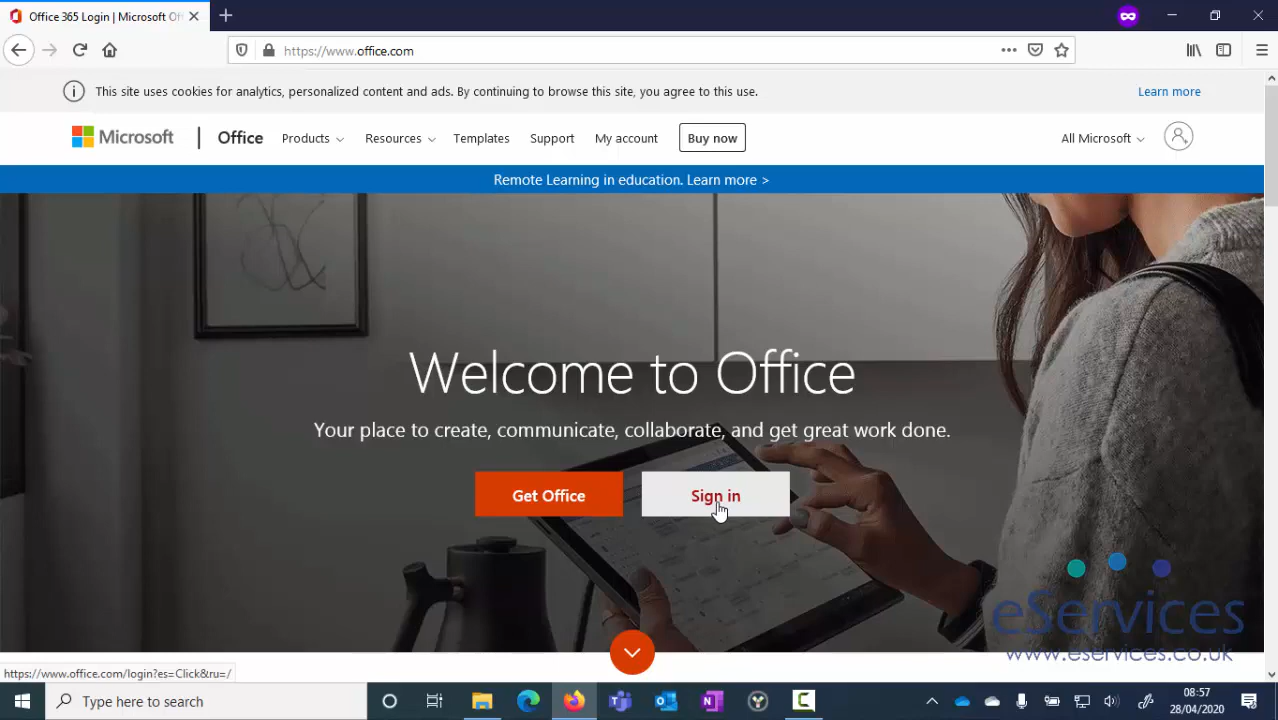 Office 365 Login | Microsoft Of
https://www.office.com
This site uses cookies for analytics, personalized content and ads. By continuing to browse this site, you agree to this use.
Learn more
Microsoft
Office
Products
Resources
Templates
Support
My account
Buy now
All Microsoft
Remote Learning in education. Learn more >
Welcome to Office
Your place to create, communicate, collaborate, and get great work done.
Get Office
Sign in
eServices
www.eservices.co.uk
https://www.office.com/login?es=Click&ru=/
Type here to search
08:57
28/04/2020